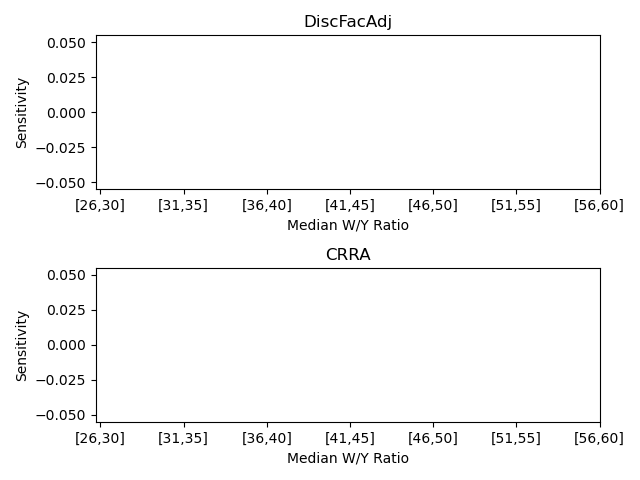 DiscFacAdj
0.050
0.025
0.000
−0.025
−0.050
Sensitivity
[26,30] [31,35] [36,40] [41,45] [46,50] [51,55] [56,60]
Median W/Y Ratio
CRRA
0.050
0.025
0.000
−0.025
−0.050
Sensitivity
[26,30] [31,35] [36,40] [41,45] [46,50] [51,55] [56,60]
Median W/Y Ratio